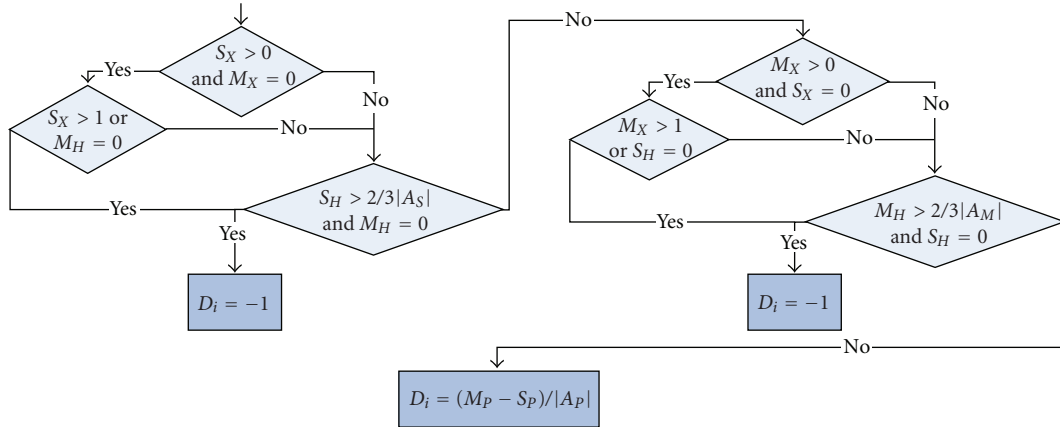 S_X > 0
and M_X = 0
Yes
No
S_X > 1 or
M_H = 0
No
Yes
S_H > 2/3|A_S|
and M_H = 0
Yes
D_i = −1
No
M_X > 0
and S_X = 0
Yes
No
M_X > 1
or S_H = 0
No
Yes
M_H > 2/3|A_M|
and S_H = 0
Yes
D_i = −1
No
D_i = (M_P − S_P)/|A_P|